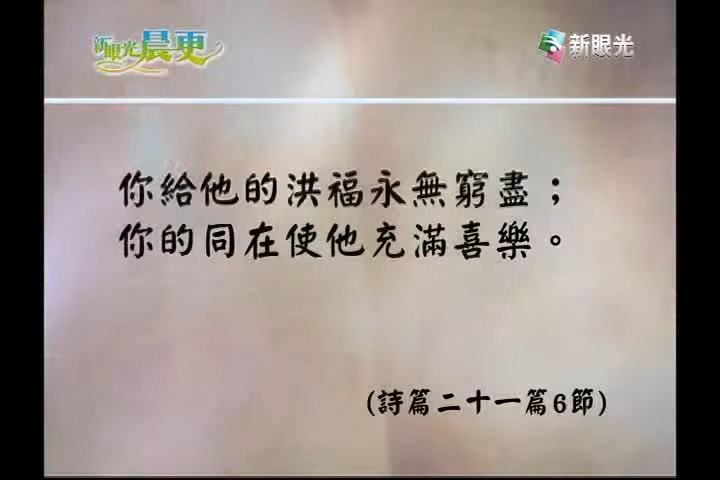 新眼光晨更
新眼光
你給他的洪福永無窮盡；
你的同在使他充滿喜樂。
(詩篇二十一篇6節)